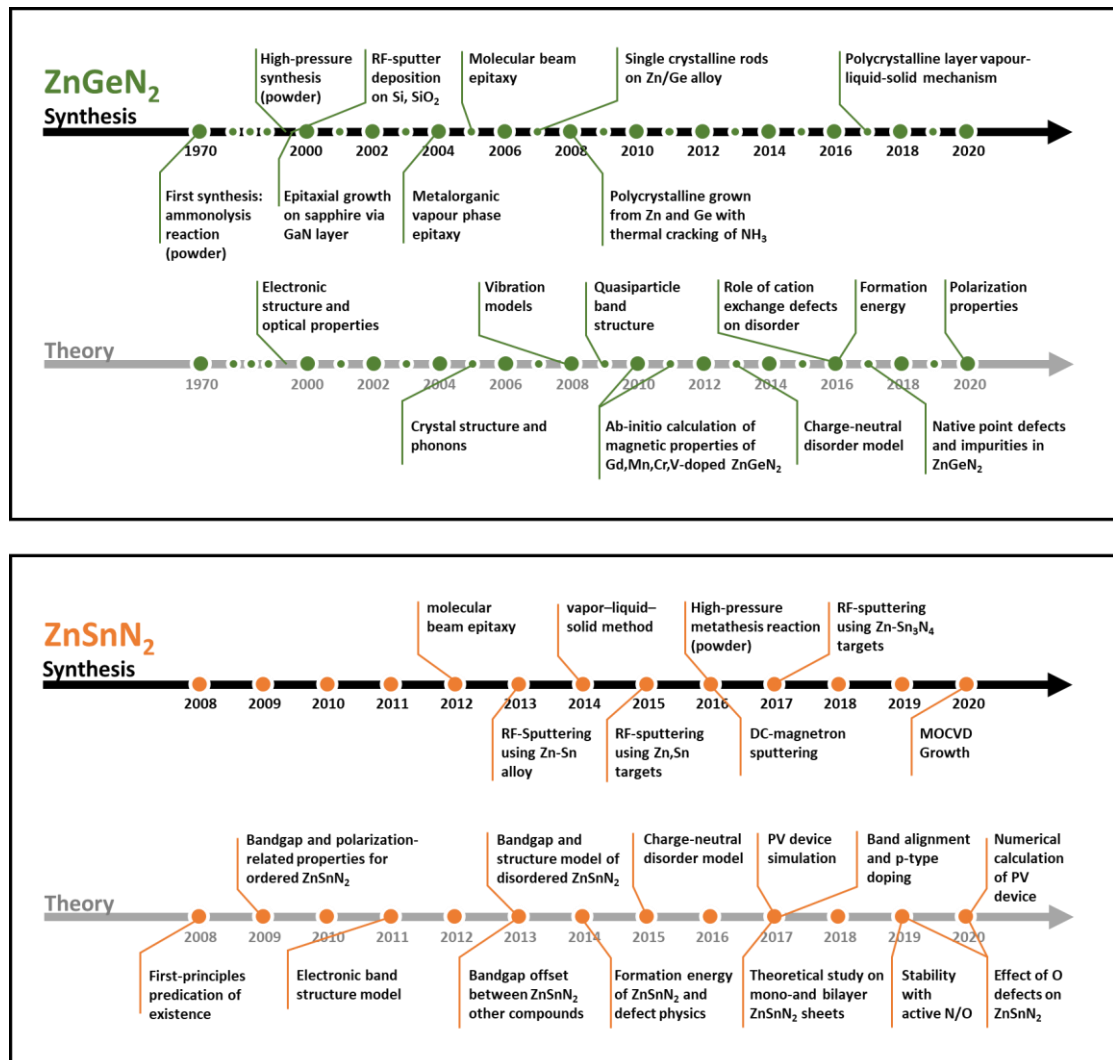 ZnGeN₂
Synthesis
High-pressure
synthesis
(powder)
RF-sputter
deposition
on Si, SiO₂
Molecular beam
epitaxy
Single crystalline rods
on Zn/Ge alloy
Polycrystalline layer vapour-
liquid-solid mechanism
1970 2000 2002 2004 2006 2008 2010 2012 2014 2016 2018 2020
First synthesis:
ammonolysis
reaction
(powder)
Epitaxial growth
on sapphire via
GaN layer
Metalorganic
vapour phase
epitaxy
Polycrystalline grown
from Zn and Ge with
thermal cracking of NH₃
Electronic
structure and
optical properties
Vibration
models
Quasiparticle
band
structure
Role of cation
exchange defects
on disorder
Formation
energy
Polarization
properties
Theory
1970 2000 2002 2004 2006 2008 2010 2012 2014 2016 2018 2020
Crystal structure and
phonons
Ab-initio calculation of
magnetic properties of
Gd,Mn,Cr,V-doped ZnGeN₂
Charge-neutral
disorder model
Native point defects
and impurities in
ZnGeN₂
ZnSnN₂
Synthesis
molecular
beam epitaxy
vapor–liquid–
solid method
High-pressure
metathesis reaction
(powder)
RF-sputtering
using Zn-Sn₃N₄
targets
2008 2009 2010 2011 2012 2013 2014 2015 2016 2017 2018 2019 2020
RF-Sputtering
using Zn-Sn
alloy
RF-sputtering
using Zn,Sn
targets
DC-magnetron
sputtering
MOCVD
Growth
Bandgap and polarization-
related properties for
ordered ZnSnN₂
Bandgap and
structure model of
disordered ZnSnN₂
Charge-neutral
disorder model
PV device
simulation
Band alignment
and p-type
doping
Numerical
calculation
of PV
device
Theory
2008 2009 2010 2011 2012 2013 2014 2015 2016 2017 2018 2019 2020
First-principles
predication of
existence
Electronic band
structure model
Bandgap offset
between ZnSnN₂
other compounds
Formation energy
of ZnSnN₂ and
defect physics
Theoretical study on
mono-and bilayer
ZnSnN₂ sheets
Stability
with
active N/O
Effect of O
defects on
ZnSnN₂